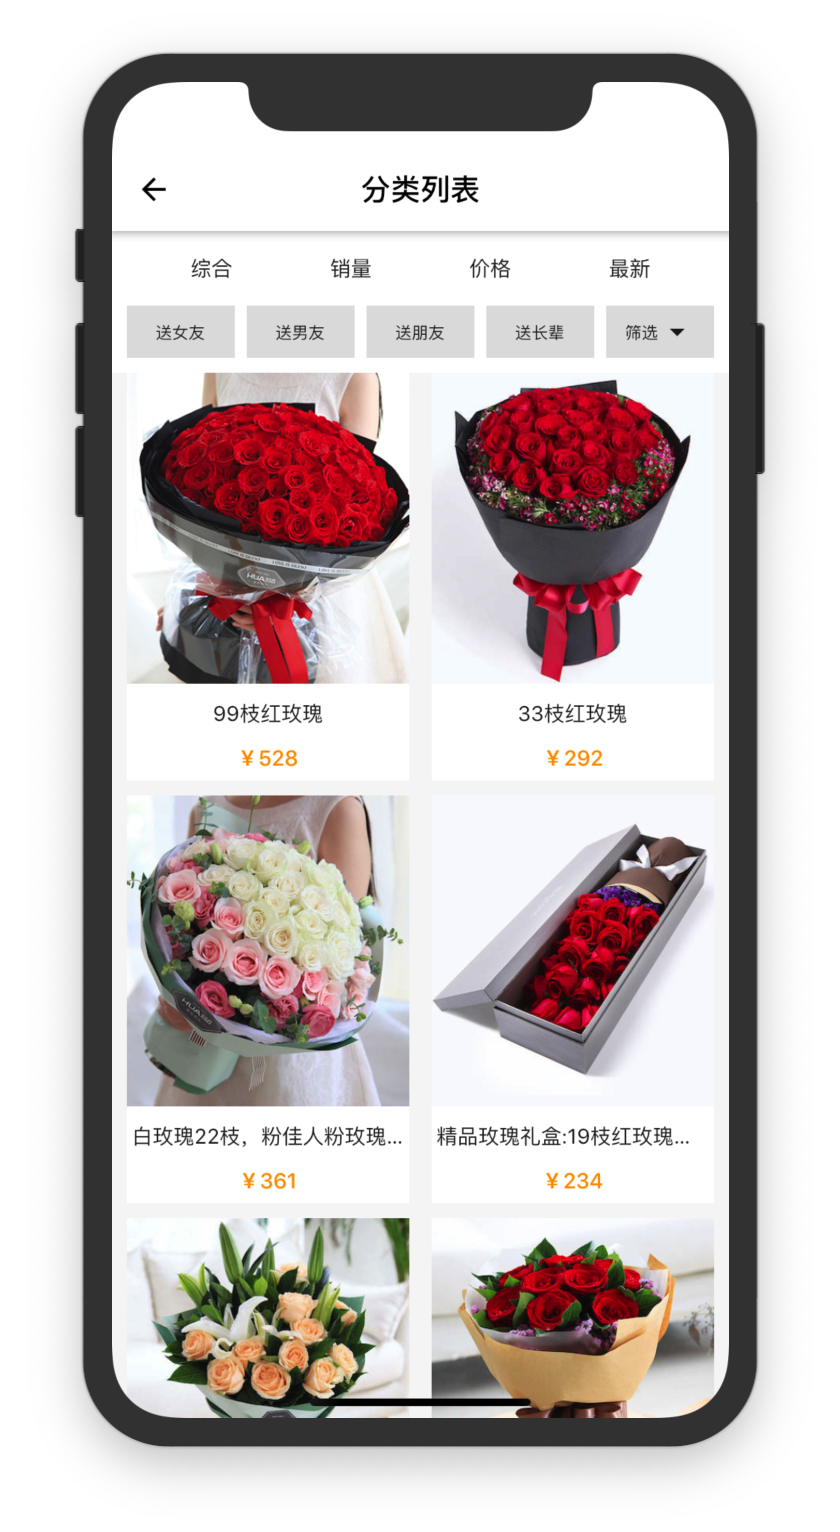 分类列表
综合 销量 价格 最新
送女友 送男友 送朋友 送长辈 筛选
99枝红玫瑰 33枝红玫瑰
¥528 ¥292
白玫瑰22枝，粉佳人粉玫瑰... 精品玫瑰礼盒:19枝红玫瑰...
¥361 ¥234